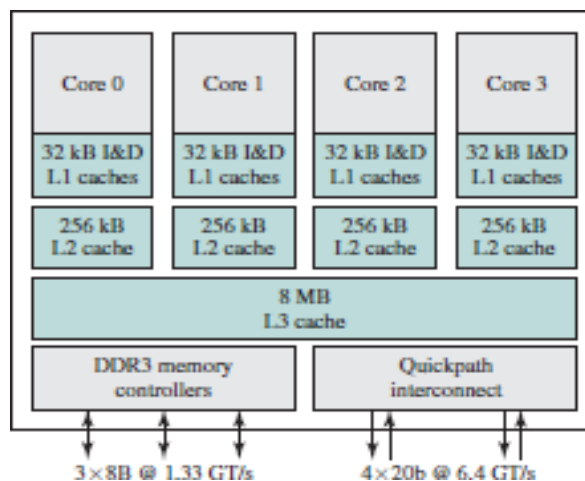 Core 0
Core 1
Core 2
Core 3
32 kB I&D
L1 caches
32 kB I&D
L1 caches
32 kB I&D
L1 caches
32 kB I&D
L1 caches
256 kB
L2 cache
256 kB
L2 cache
256 kB
L2 cache
256 kB
L2 cache
8 MB
L3 cache
DDR3 memory
controllers
Quickpath
interconnect
3×8B @ 1.33 GT/s
4×20b @ 6.4 GT/s